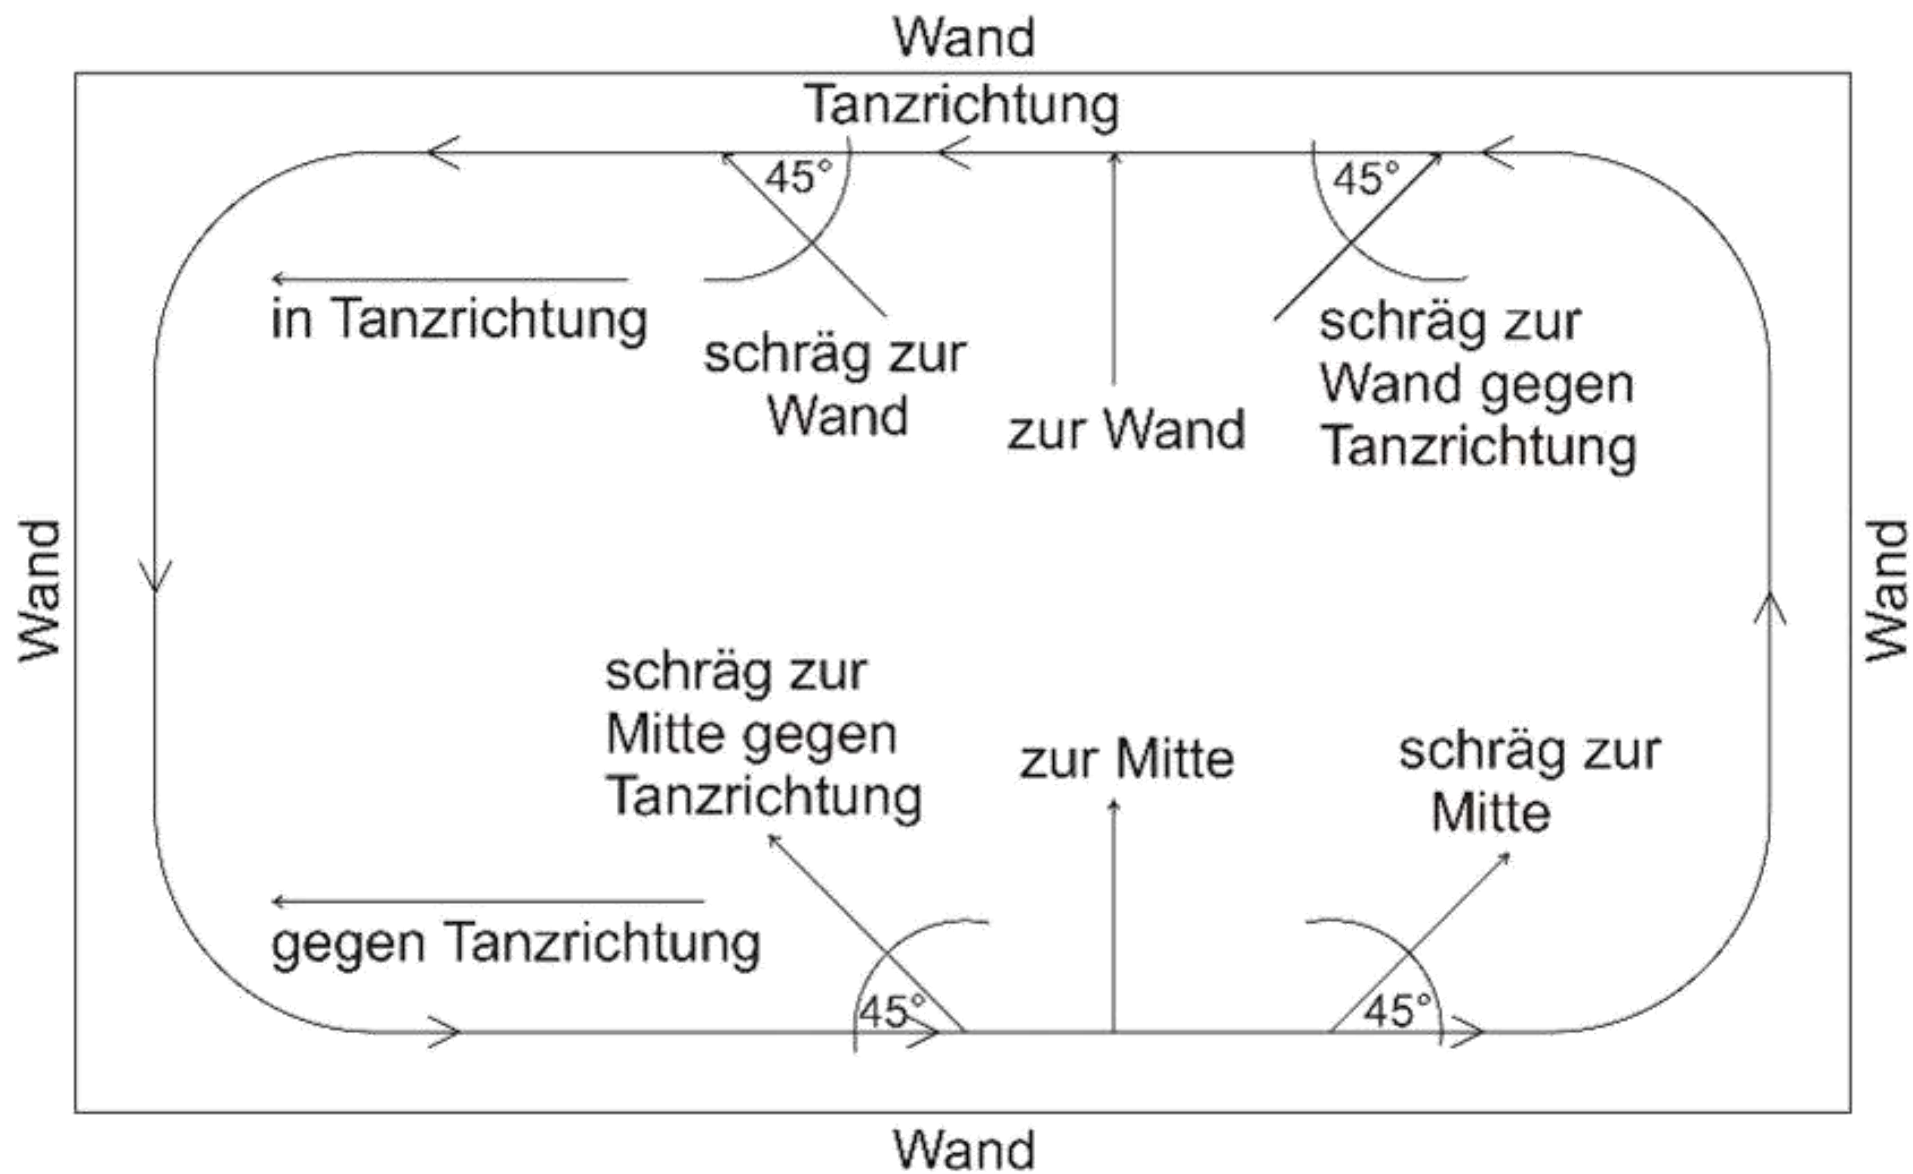 Wand
Tanzrichtung
45°
45°
in Tanzrichtung
schräg zur
Wand
zur Wand
schräg zur
Wand gegen
Tanzrichtung
Wand
Wand
schräg zur
Mitte gegen
Tanzrichtung
zur Mitte
schräg zur
Mitte
gegen Tanzrichtung
45°
45°
Wand